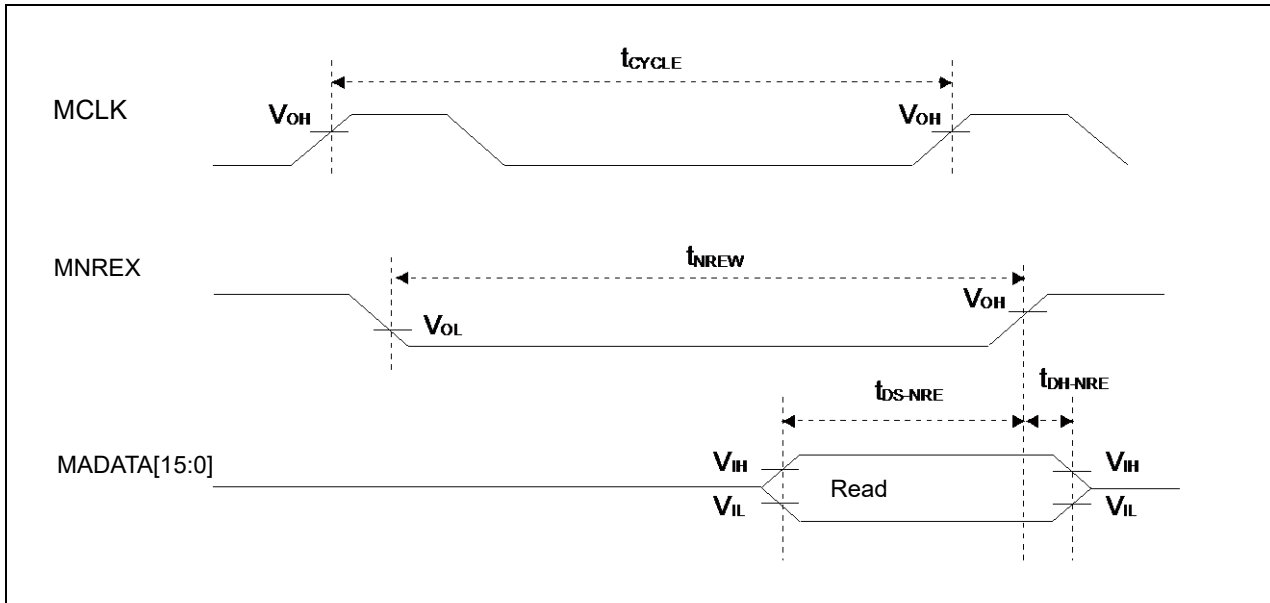 tCYCLE
MCLK
VOH
VOH
MNREX
tNREW
VOL
VOH
tDS-NRE
tDH-NRE
MADATA[15:0]
VIH
VIL
Read
VIH
VIL